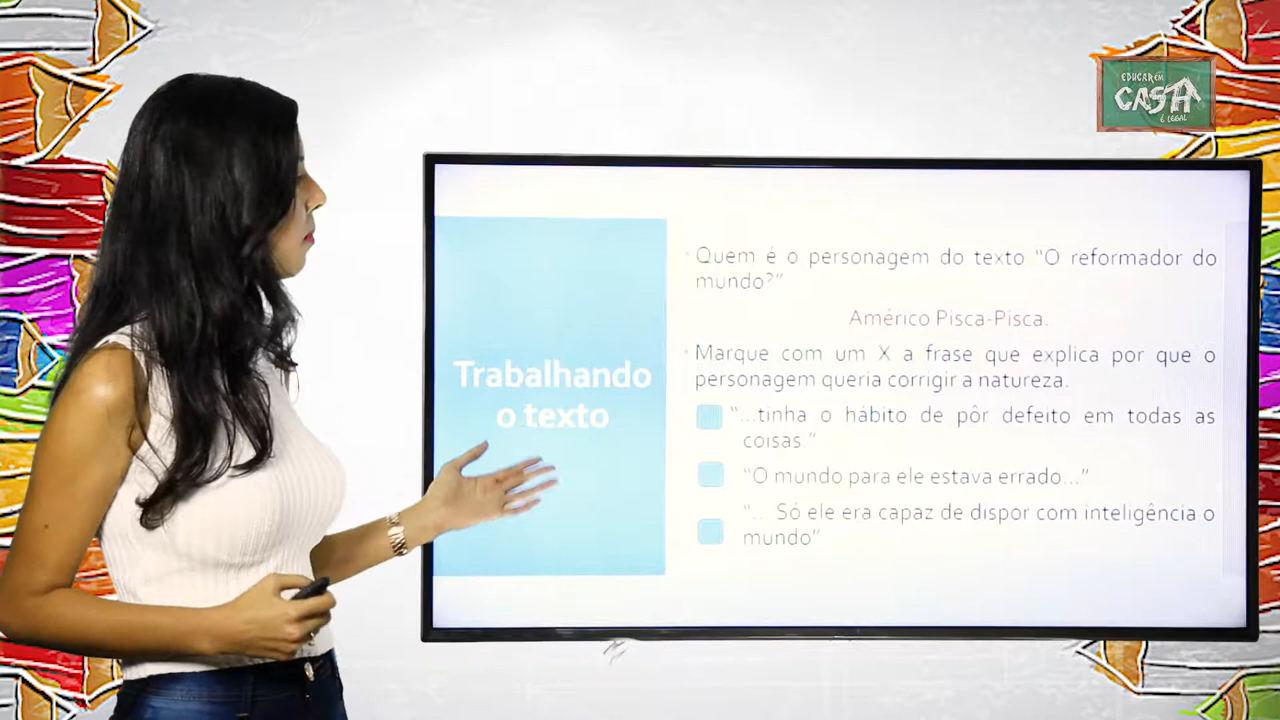 EDUCAR EM
CASA
É LEGAL
Trabalhando
o texto
Quem é o personagem do texto “O reformador do
mundo?”
Américo Pisca-Pisca.
Marque com um X a frase que explica por que o
personagem queria corrigir a natureza.
“...tinha o hábito de pôr defeito em todas as
coisas.”
“O mundo para ele estava errado...”
“... Só ele era capaz de dispor com inteligência o
mundo”